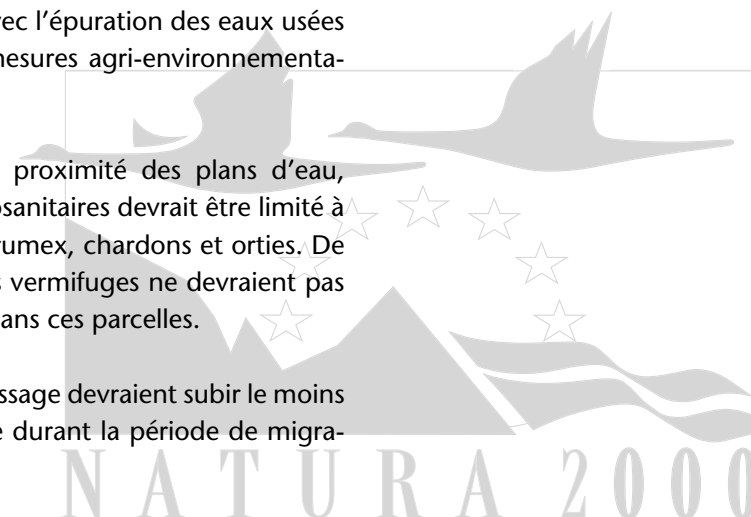 vec l’épuration des eaux usées
mesures agri-environnementa-
proximité des plans d’eau,
osanitaires devrait être limité à
rumex, chardons et orties. De
s vermifuges ne devraient pas
ans ces parcelles.
ssage devraient subir le moins
e durant la période de migra-
NATURA 2000